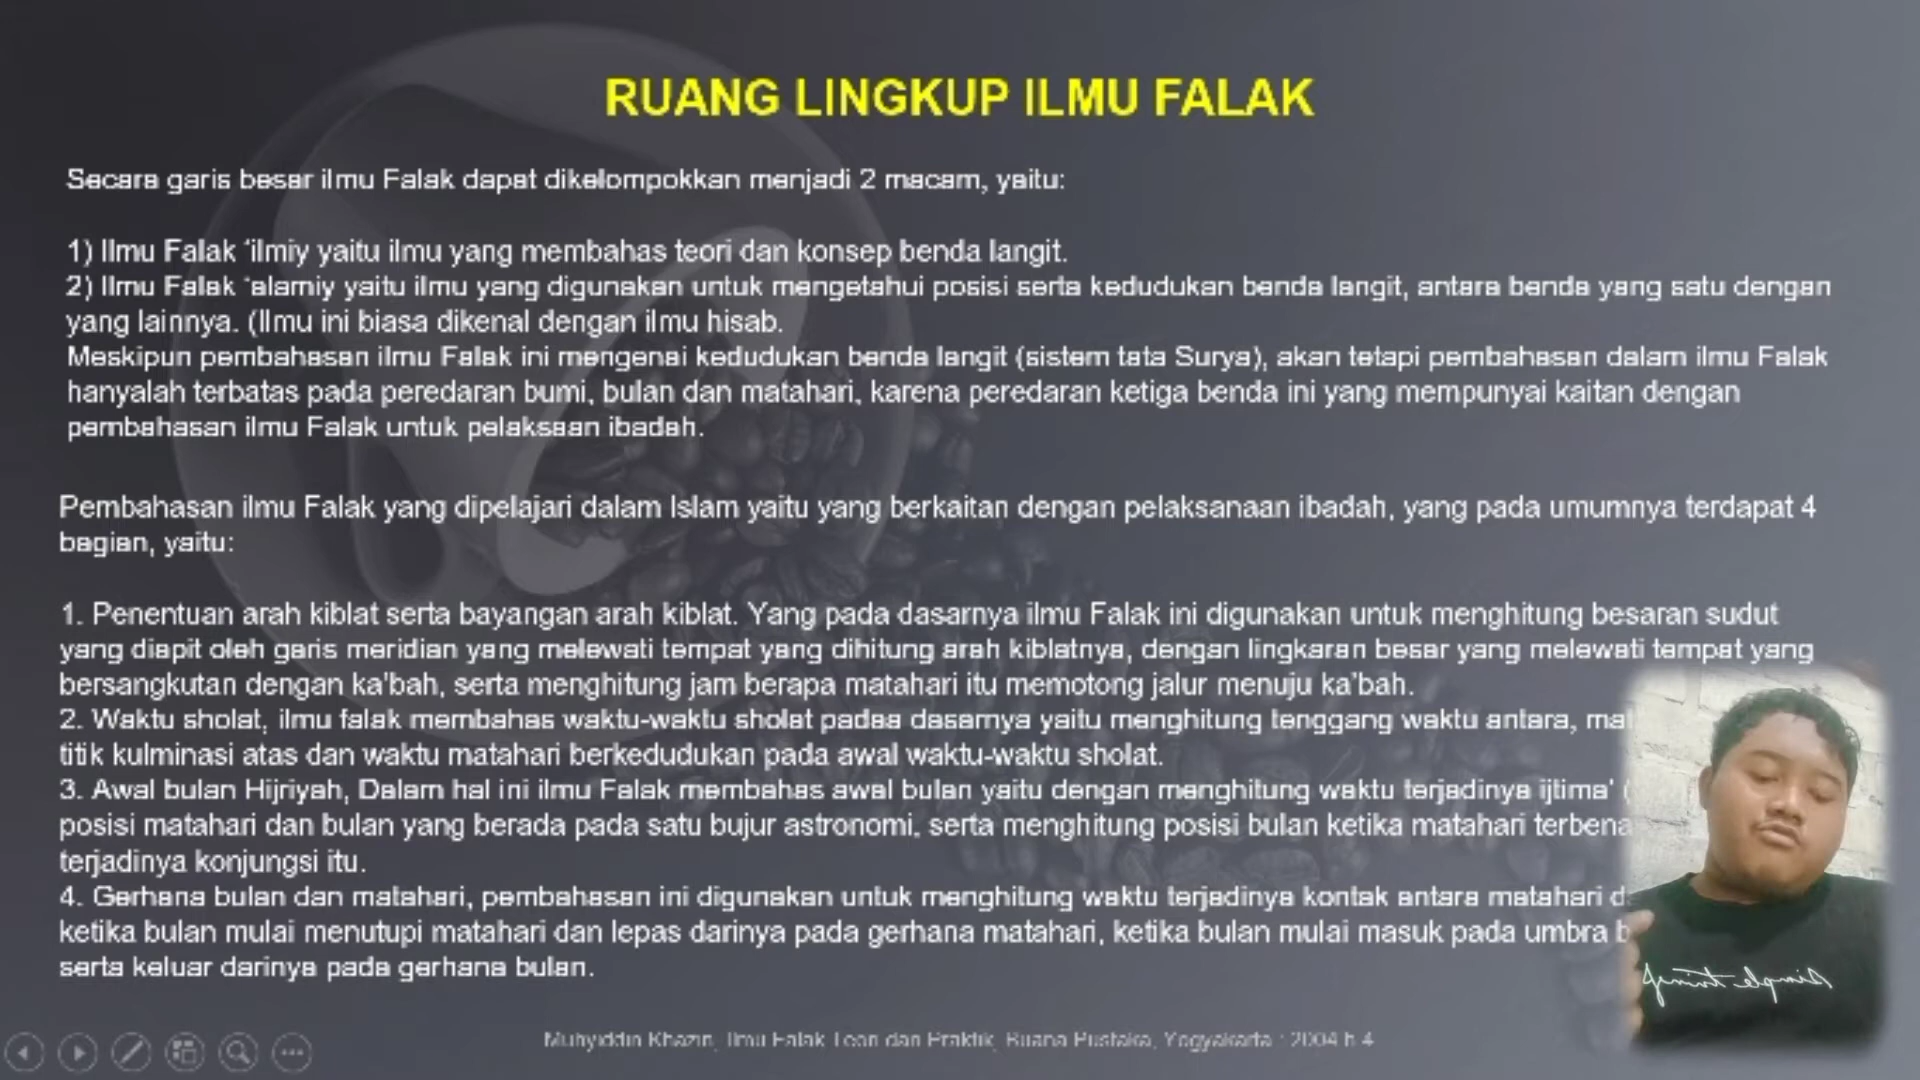 RUANG LINGKUP ILMU FALAK
Secara garis besar ilmu Falak dapat dikelompokkan menjadi 2 macam, yaitu:
1) Ilmu Falak ‘ilmiy yaitu ilmu yang membahas teori dan konsep benda langit.
2) Ilmu Falak ‘alamiy yaitu ilmu yang digunakan untuk mengetahui posisi serta kedudukan benda langit, antara benda yang satu dengan
yang lainnya. (Ilmu ini biasa dikenal dengan ilmu hisab.
Meskipun pembahasan ilmu Falak ini mengenai kedudukan benda langit (sistem tata Surya), akan tetapi pembahasan dalam ilmu Falak
hanyalah terbatas pada peredaran bumi, bulan dan matahari, karena peredaran ketiga benda ini yang mempunyai kaitan dengan
pembahasan ilmu Falak untuk pelaksaan ibadah.
Pembahasan ilmu Falak yang dipelajari dalam Islam yaitu yang berkaitan dengan pelaksanaan ibadah, yang pada umumnya terdapat 4
bagian, yaitu:
1. Penentuan arah kiblat serta bayangan arah kiblat. Yang pada dasarnya ilmu Falak ini digunakan untuk menghitung besaran sudut
yang diapit oleh garis meridian yang melewati tempat yang dihitung arah kiblatnya, dengan lingkaran besar yang melewati tempat yang
bersangkutan dengan ka’bah, serta menghitung jam berapa matahari itu memotong jalur menuju ka’bah.
2. Waktu sholat, ilmu falak membahas waktu-waktu sholat padaa dasarnya yaitu menghitung tenggang waktu antara,
titik kulminasi atas dan waktu matahari berkedudukan pada awal waktu-waktu sholat.
3. Awal bulan Hijriyah, Dalam hal ini ilmu Falak membahas awal bulan yaitu dengan menghitung waktu terjadinya ijtima’ (
posisi matahari dan bulan yang berada pada satu bujur astronomi, serta menghitung posisi bulan ketika matahari
terjadinya konjungsi itu.
4. Gerhana bulan dan matahari, pembahasan ini digunakan untuk menghitung waktu terjadinya kontak antara matahari
ketika bulan mulai menutupi matahari dan lepas darinya pada gerhana matahari, ketika bulan mulai masuk pada umbra
serta keluar darinya pada gerhana bulan.
Muhyiddin Khazin, Ilmu Falak Teori dan Praktik, Buana Pustaka, Yogyakarta : 2004 h 4